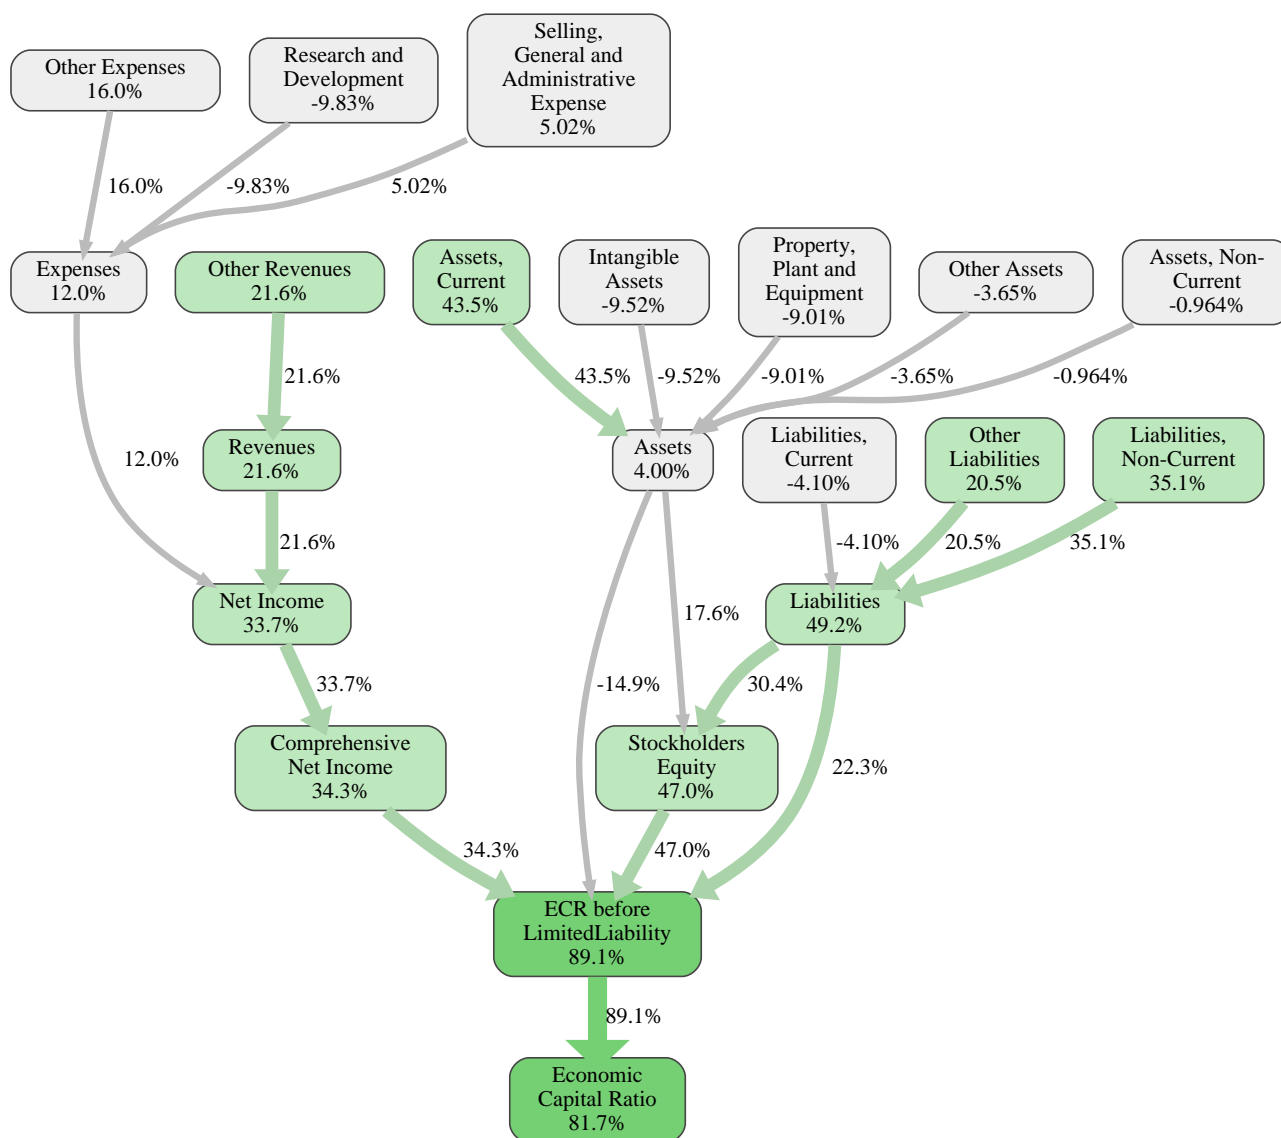 Other Expenses
16.0%
Research and
Development
-9.83%
Selling,
General and
Administrative
Expense
5.02%
16.0%
-9.83%
5.02%
Expenses
12.0%
Other Revenues
21.6%
Assets,
Current
43.5%
Intangible
Assets
-9.52%
Property,
Plant and
Equipment
-9.01%
Other Assets
-3.65%
Assets, Non-
Current
-0.964%
21.6%
43.5%
-9.52%
-9.01%
-3.65%
-0.964%
12.0%
Revenues
21.6%
Assets
4.00%
Liabilities,
Current
-4.10%
Other
Liabilities
20.5%
Liabilities,
Non-Current
35.1%
21.6%
-4.10%
20.5%
35.1%
Net Income
33.7%
17.6%
Liabilities
49.2%
33.7%
-14.9%
30.4%
22.3%
Comprehensive
Net Income
34.3%
Stockholders
Equity
47.0%
34.3%
47.0%
ECR before
LimitedLiability
89.1%
89.1%
Economic
Capital Ratio
81.7%